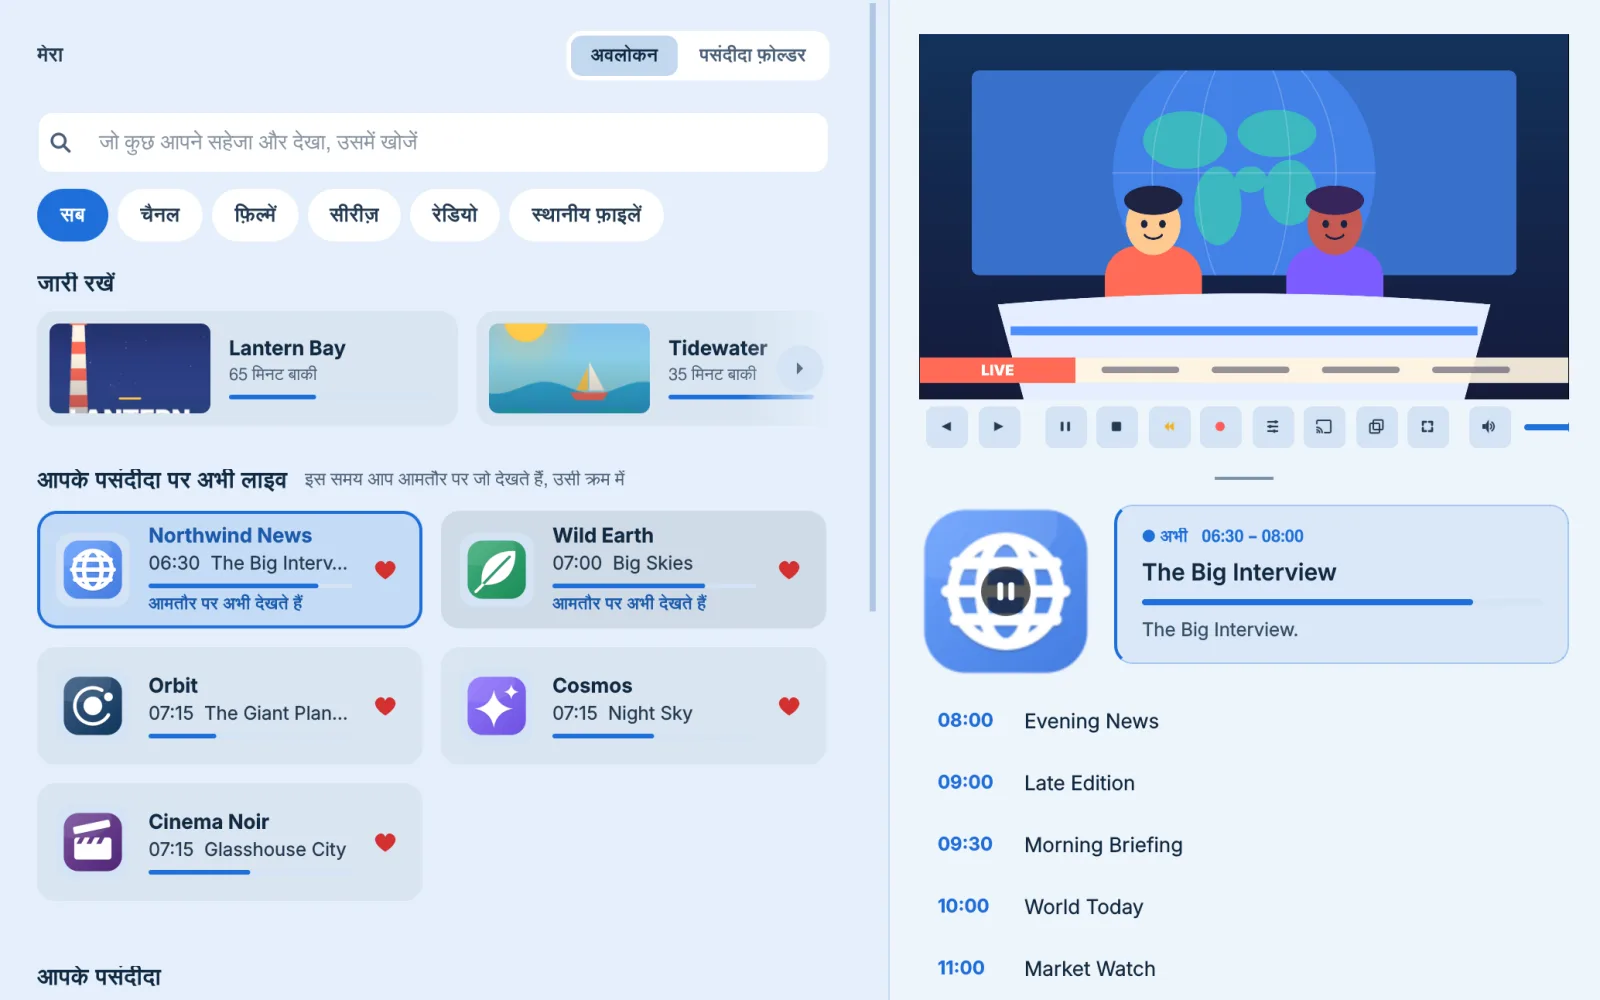 मेरा
अवलोकन
पसंदीदा फ़ोल्डर
जो कुछ आपने सहेजा और देखा, उसमें खोजें
सब
चैनल
फ़िल्में
सीरीज़
रेडियो
स्थानीय फ़ाइलें
जारी रखें
LANTERN
Lantern Bay
65 मिनट बाकी
Tidewater
35 मिनट बाकी
आपके पसंदीदा पर अभी लाइव
इस समय आप आमतौर पर जो देखते हैं, उसी क्रम में
Northwind News
06:30 The Big Interv...
आमतौर पर अभी देखते हैं
Wild Earth
07:00 Big Skies
आमतौर पर अभी देखते हैं
Orbit
07:15 The Giant Plan...
Cosmos
07:15 Night Sky
Cinema Noir
07:15 Glasshouse City
आपके पसंदीदा
LIVE
अभी 06:30 – 08:00
The Big Interview
The Big Interview.
08:00 Evening News
09:00 Late Edition
09:30 Morning Briefing
10:00 World Today
11:00 Market Watch